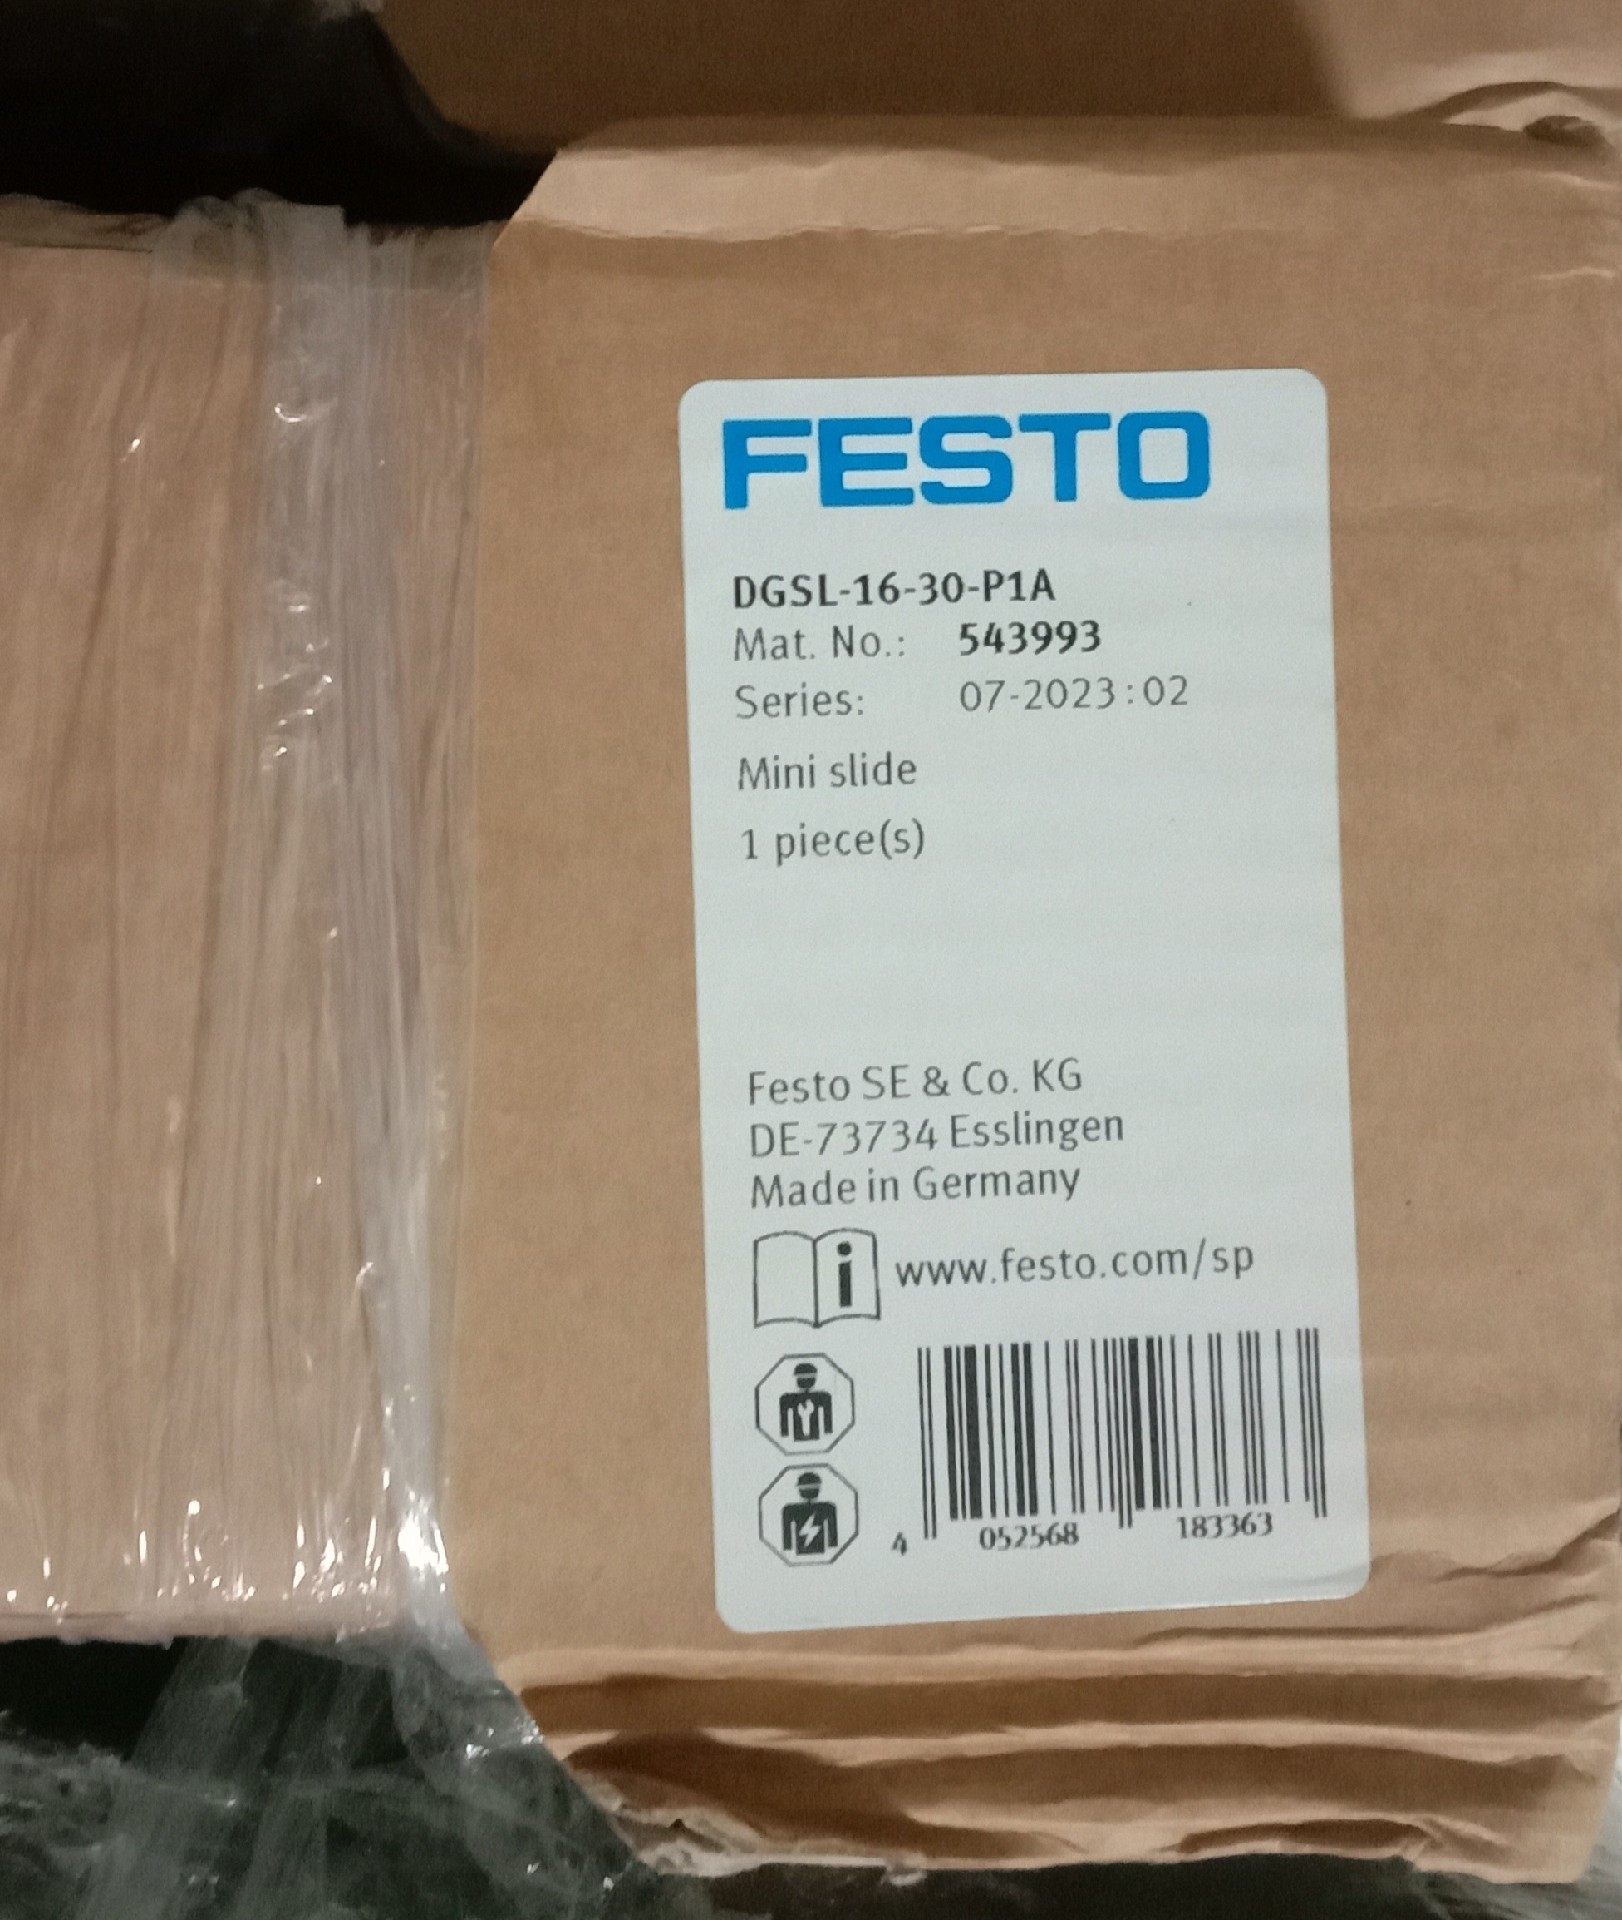 FESTO
DGSL-16-30-P1A
Mat. No.: 543993
Series: 07-2023:02
Mini slide
1 piece(s)
Festo SE & Co. KG
DE-73734 Esslingen
Made in Germany
i www.festo.com/sp
4 052568 183363